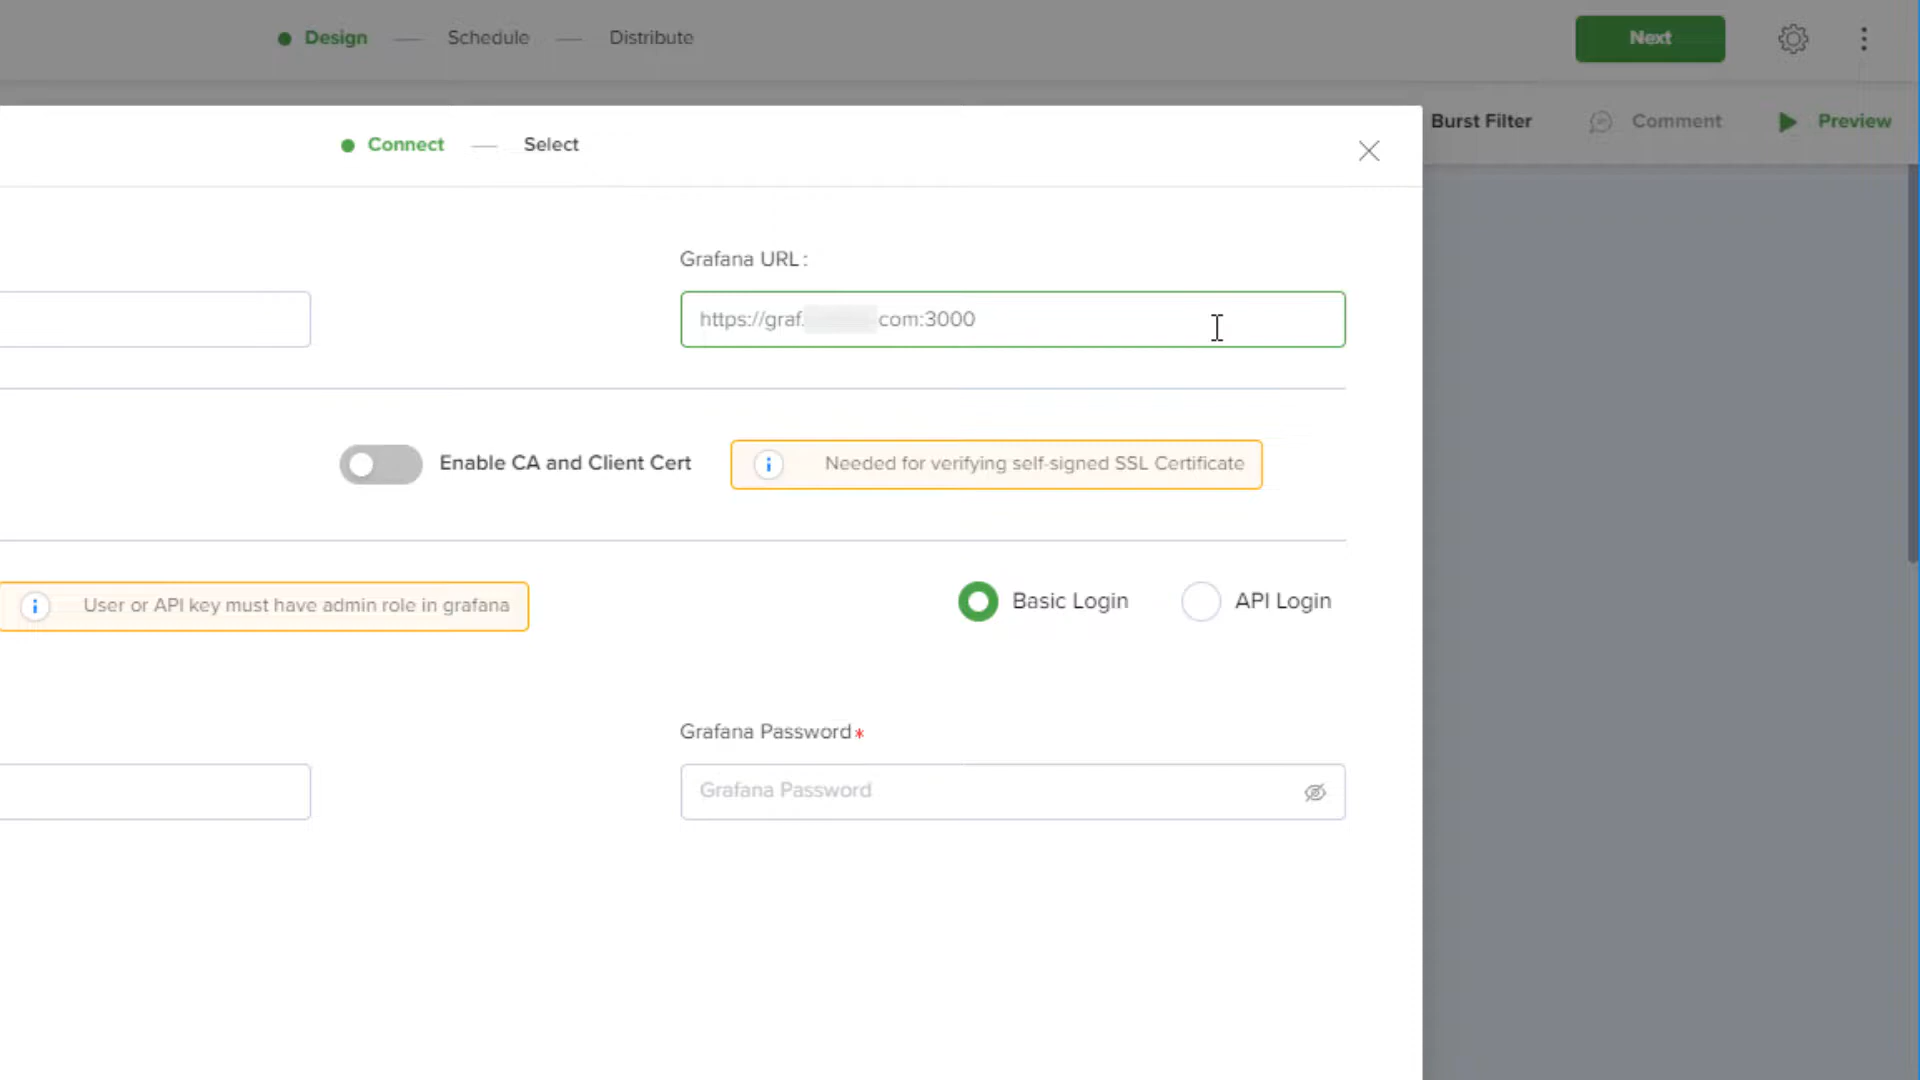 Design Schedule Distribute Next
Burst Filter Comment Preview
Connect Select
Grafana URL :
https://graf. com:3000
Enable CA and Client Cert
Needed for verifying self-signed SSL Certificate
User or API key must have admin role in grafana
Basic Login API Login
Grafana Password*
Grafana Password